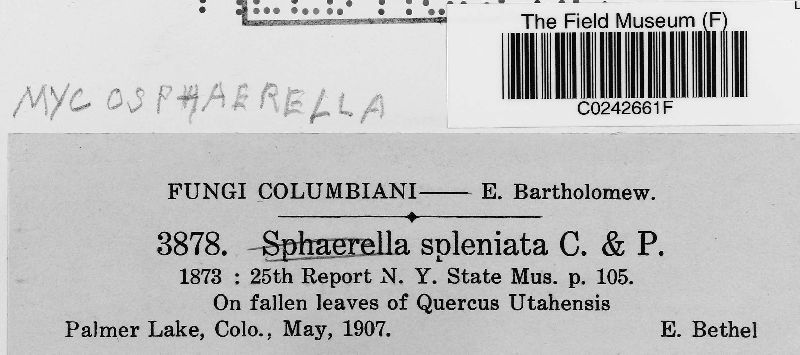 The Field Museum (F)
C0242661F
MYCOSPHAERELLA
FUNGI COLUMBIANI—— E. Bartholomew.
3878. Sphaerella spleniata C. & P.
1873 : 25th Report N. Y. State Mus. p. 105.
On fallen leaves of Quercus Utahensis
Palmer Lake, Colo., May, 1907. E. Bethel